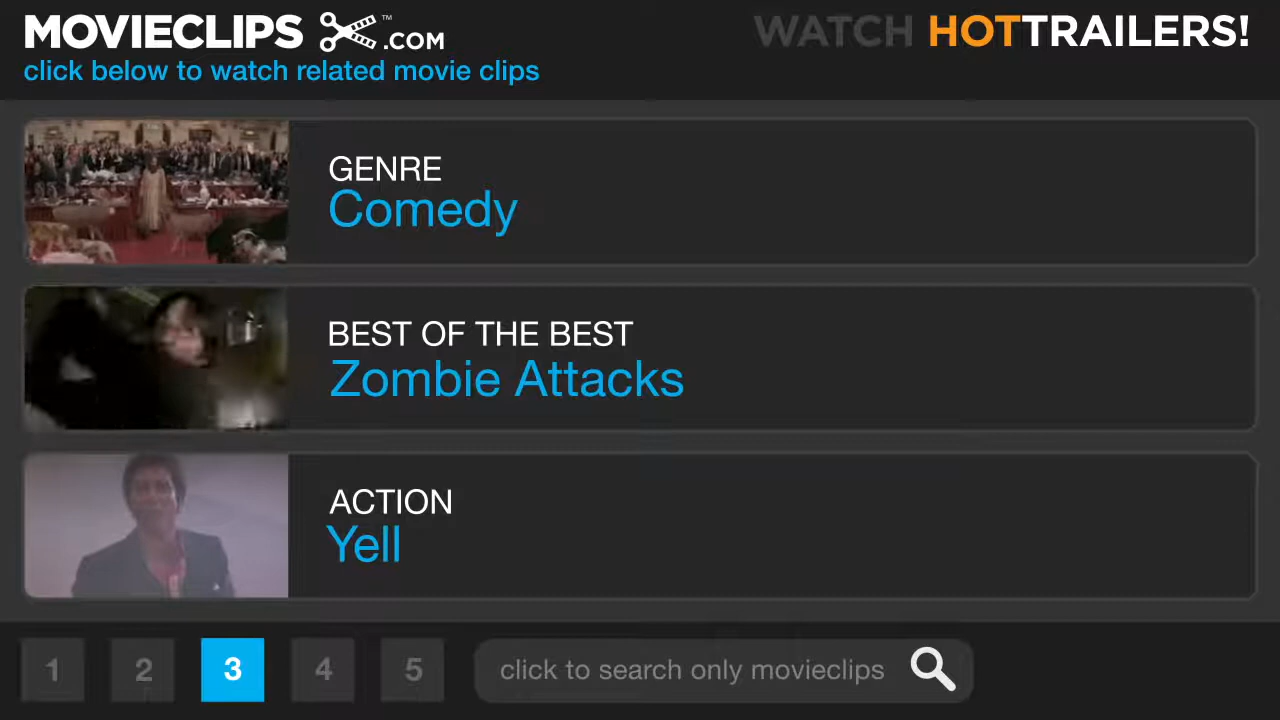 MOVIECLIPS ™ .COM
WATCH HOTTRAILERS!
click below to watch related movie clips
GENRE
Comedy
BEST OF THE BEST
Zombie Attacks
ACTION
Yell
1 2 3 4 5
click to search only movieclips